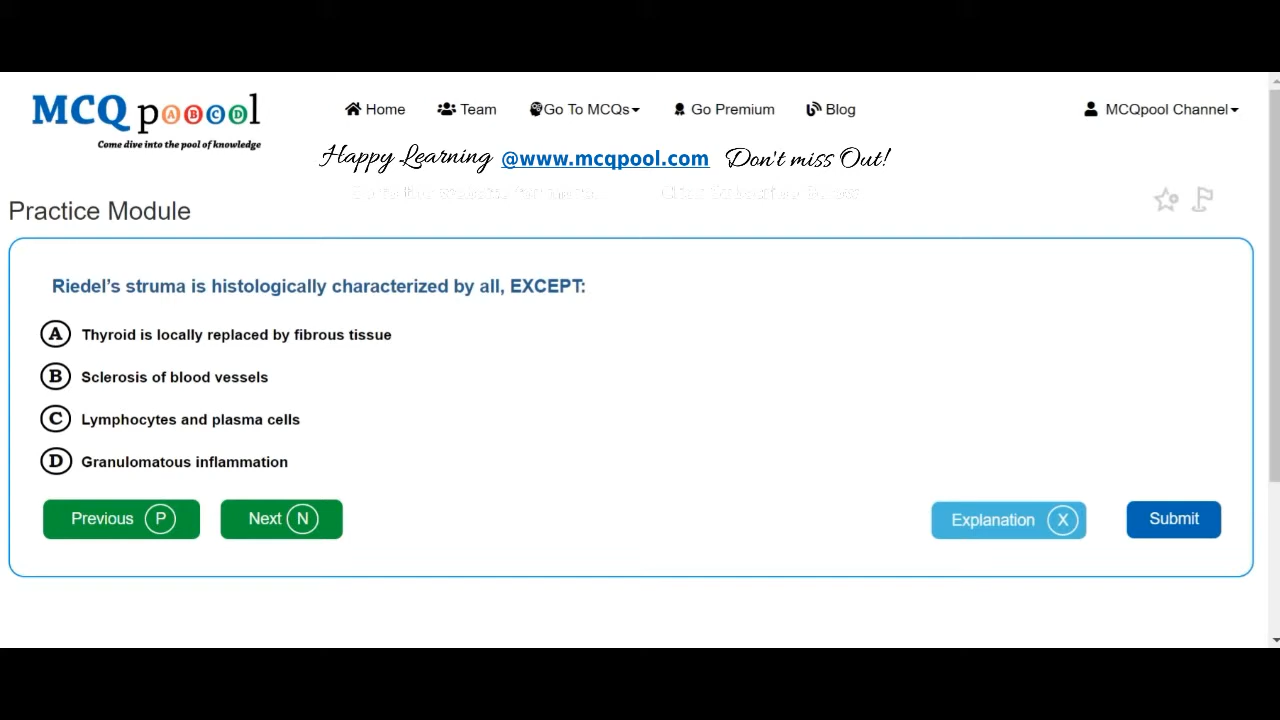 MCQ pABCDl
Come dive into the pool of knowledge
Home Team Go To MCQs Go Premium Blog MCQpool Channel
Happy Learning @www.mcqpool.com Don't miss Out!
Practice Module
Riedel's struma is histologically characterized by all, EXCEPT:
A Thyroid is locally replaced by fibrous tissue
B Sclerosis of blood vessels
C Lymphocytes and plasma cells
D Granulomatous inflammation
Previous P Next N Explanation X Submit